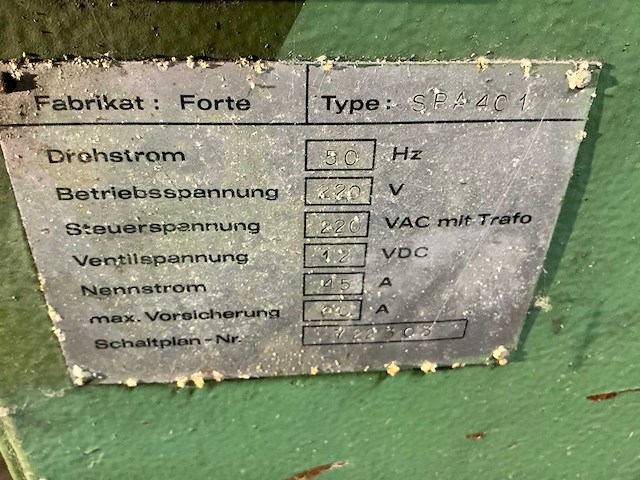 Fabrikat: Forte Type: SPA401
Drehstrom 50 Hz
Betriebsspannung 220 V
Steuerspannung 220 VAC mit Trafo
Ventilspannung 12 VDC
Nennstrom 45 A
max. Vorsicherung A
Schaltplan-Nr.